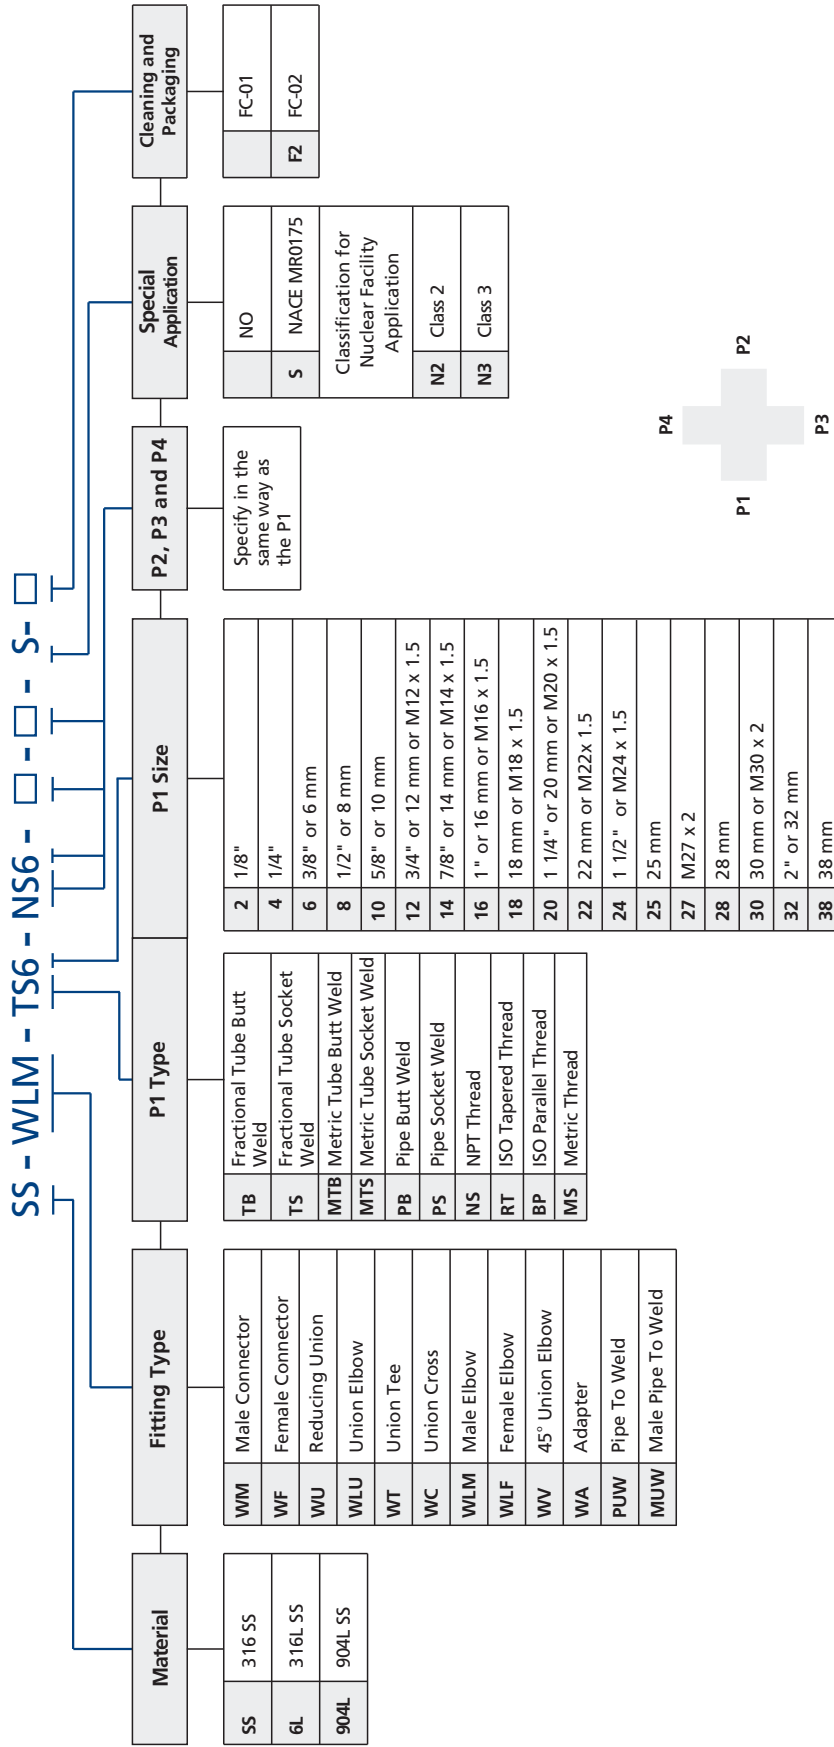 SS - WLM - TS6 - NS6 - □ - □ - S- □
Material
SS 316 SS
6L 316L SS
904L 904L SS
Fitting Type
WM Male Connector
WF Female Connector
WU Reducing Union
WLU Union Elbow
WT Union Tee
WC Union Cross
WLM Male Elbow
WLF Female Elbow
WV 45° Union Elbow
WA Adapter
PUW Pipe To Weld
MUW Male Pipe To Weld
P1 Type
TB Fractional Tube Butt
Weld
TS Fractional Tube Socket
Weld
MTB Metric Tube Butt Weld
MTS Metric Tube Socket Weld
PB Pipe Butt Weld
PS Pipe Socket Weld
NS NPT Thread
RT ISO Tapered Thread
BP ISO Parallel Thread
MS Metric Thread
P1 Size
2 1/8"
4 1/4"
6 3/8" or 6 mm
8 1/2" or 8 mm
10 5/8" or 10 mm
12 3/4" or 12 mm or M12 x 1.5
14 7/8" or 14 mm or M14 x 1.5
16 1" or 16 mm or M16 x 1.5
18 18 mm or M18 x 1.5
20 1 1/4" or 20 mm or M20 x 1.5
22 22 mm or M22x 1.5
24 1 1/2" or M24 x 1.5
25 25 mm
27 M27 x 2
28 28 mm
30 30 mm or M30 x 2
32 2" or 32 mm
38 38 mm
P2, P3 and P4
Specify in the
same way as
the P1
Special
Application
NO
S NACE MR0175
Classification for
Nuclear Facility
Application
N2 Class 2
N3 Class 3
Cleaning and
Packaging
FC-01
F2 FC-02
P4
P1
P2
P3